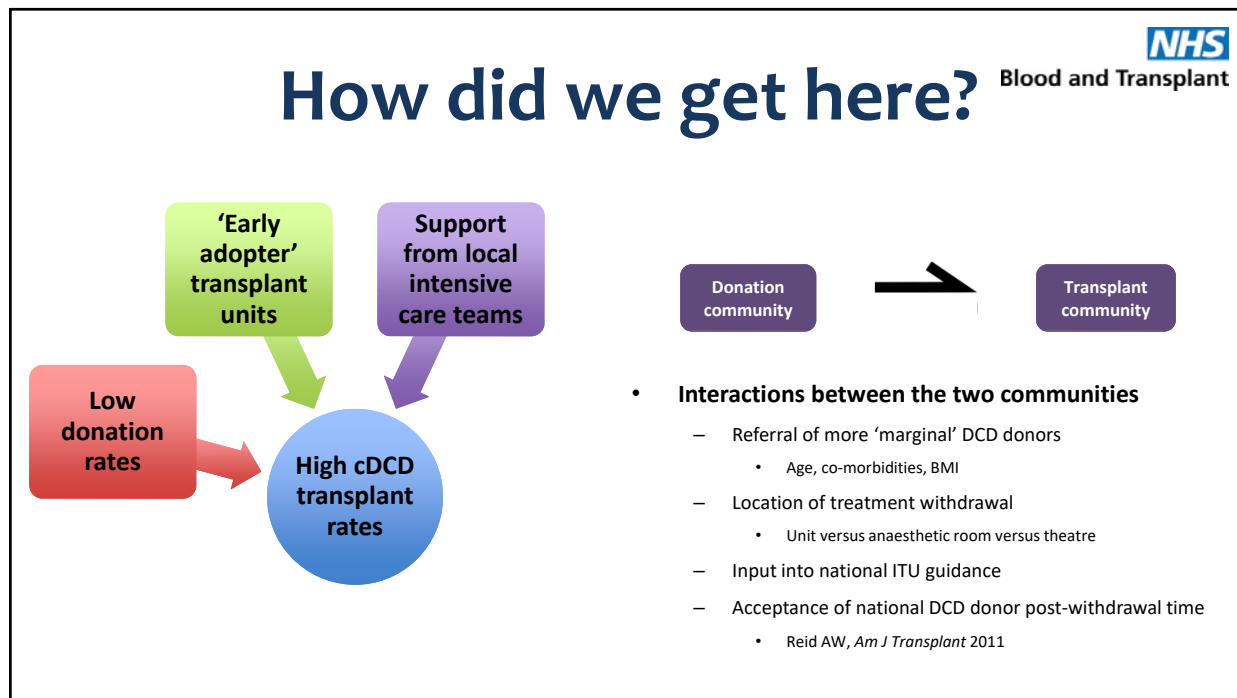 NHS
Blood and Transplant
How did we get here?
‘Early
adopter’
transplant
units
Support
from local
intensive
care teams
Low
donation
rates
High cDCD
transplant
rates
Donation
community
Transplant
community
• Interactions between the two communities
– Referral of more ‘marginal’ DCD donors
• Age, co-morbidities, BMI
– Location of treatment withdrawal
• Unit versus anaesthetic room versus theatre
– Input into national ITU guidance
– Acceptance of national DCD donor post-withdrawal time
• Reid AW, Am J Transplant 2011